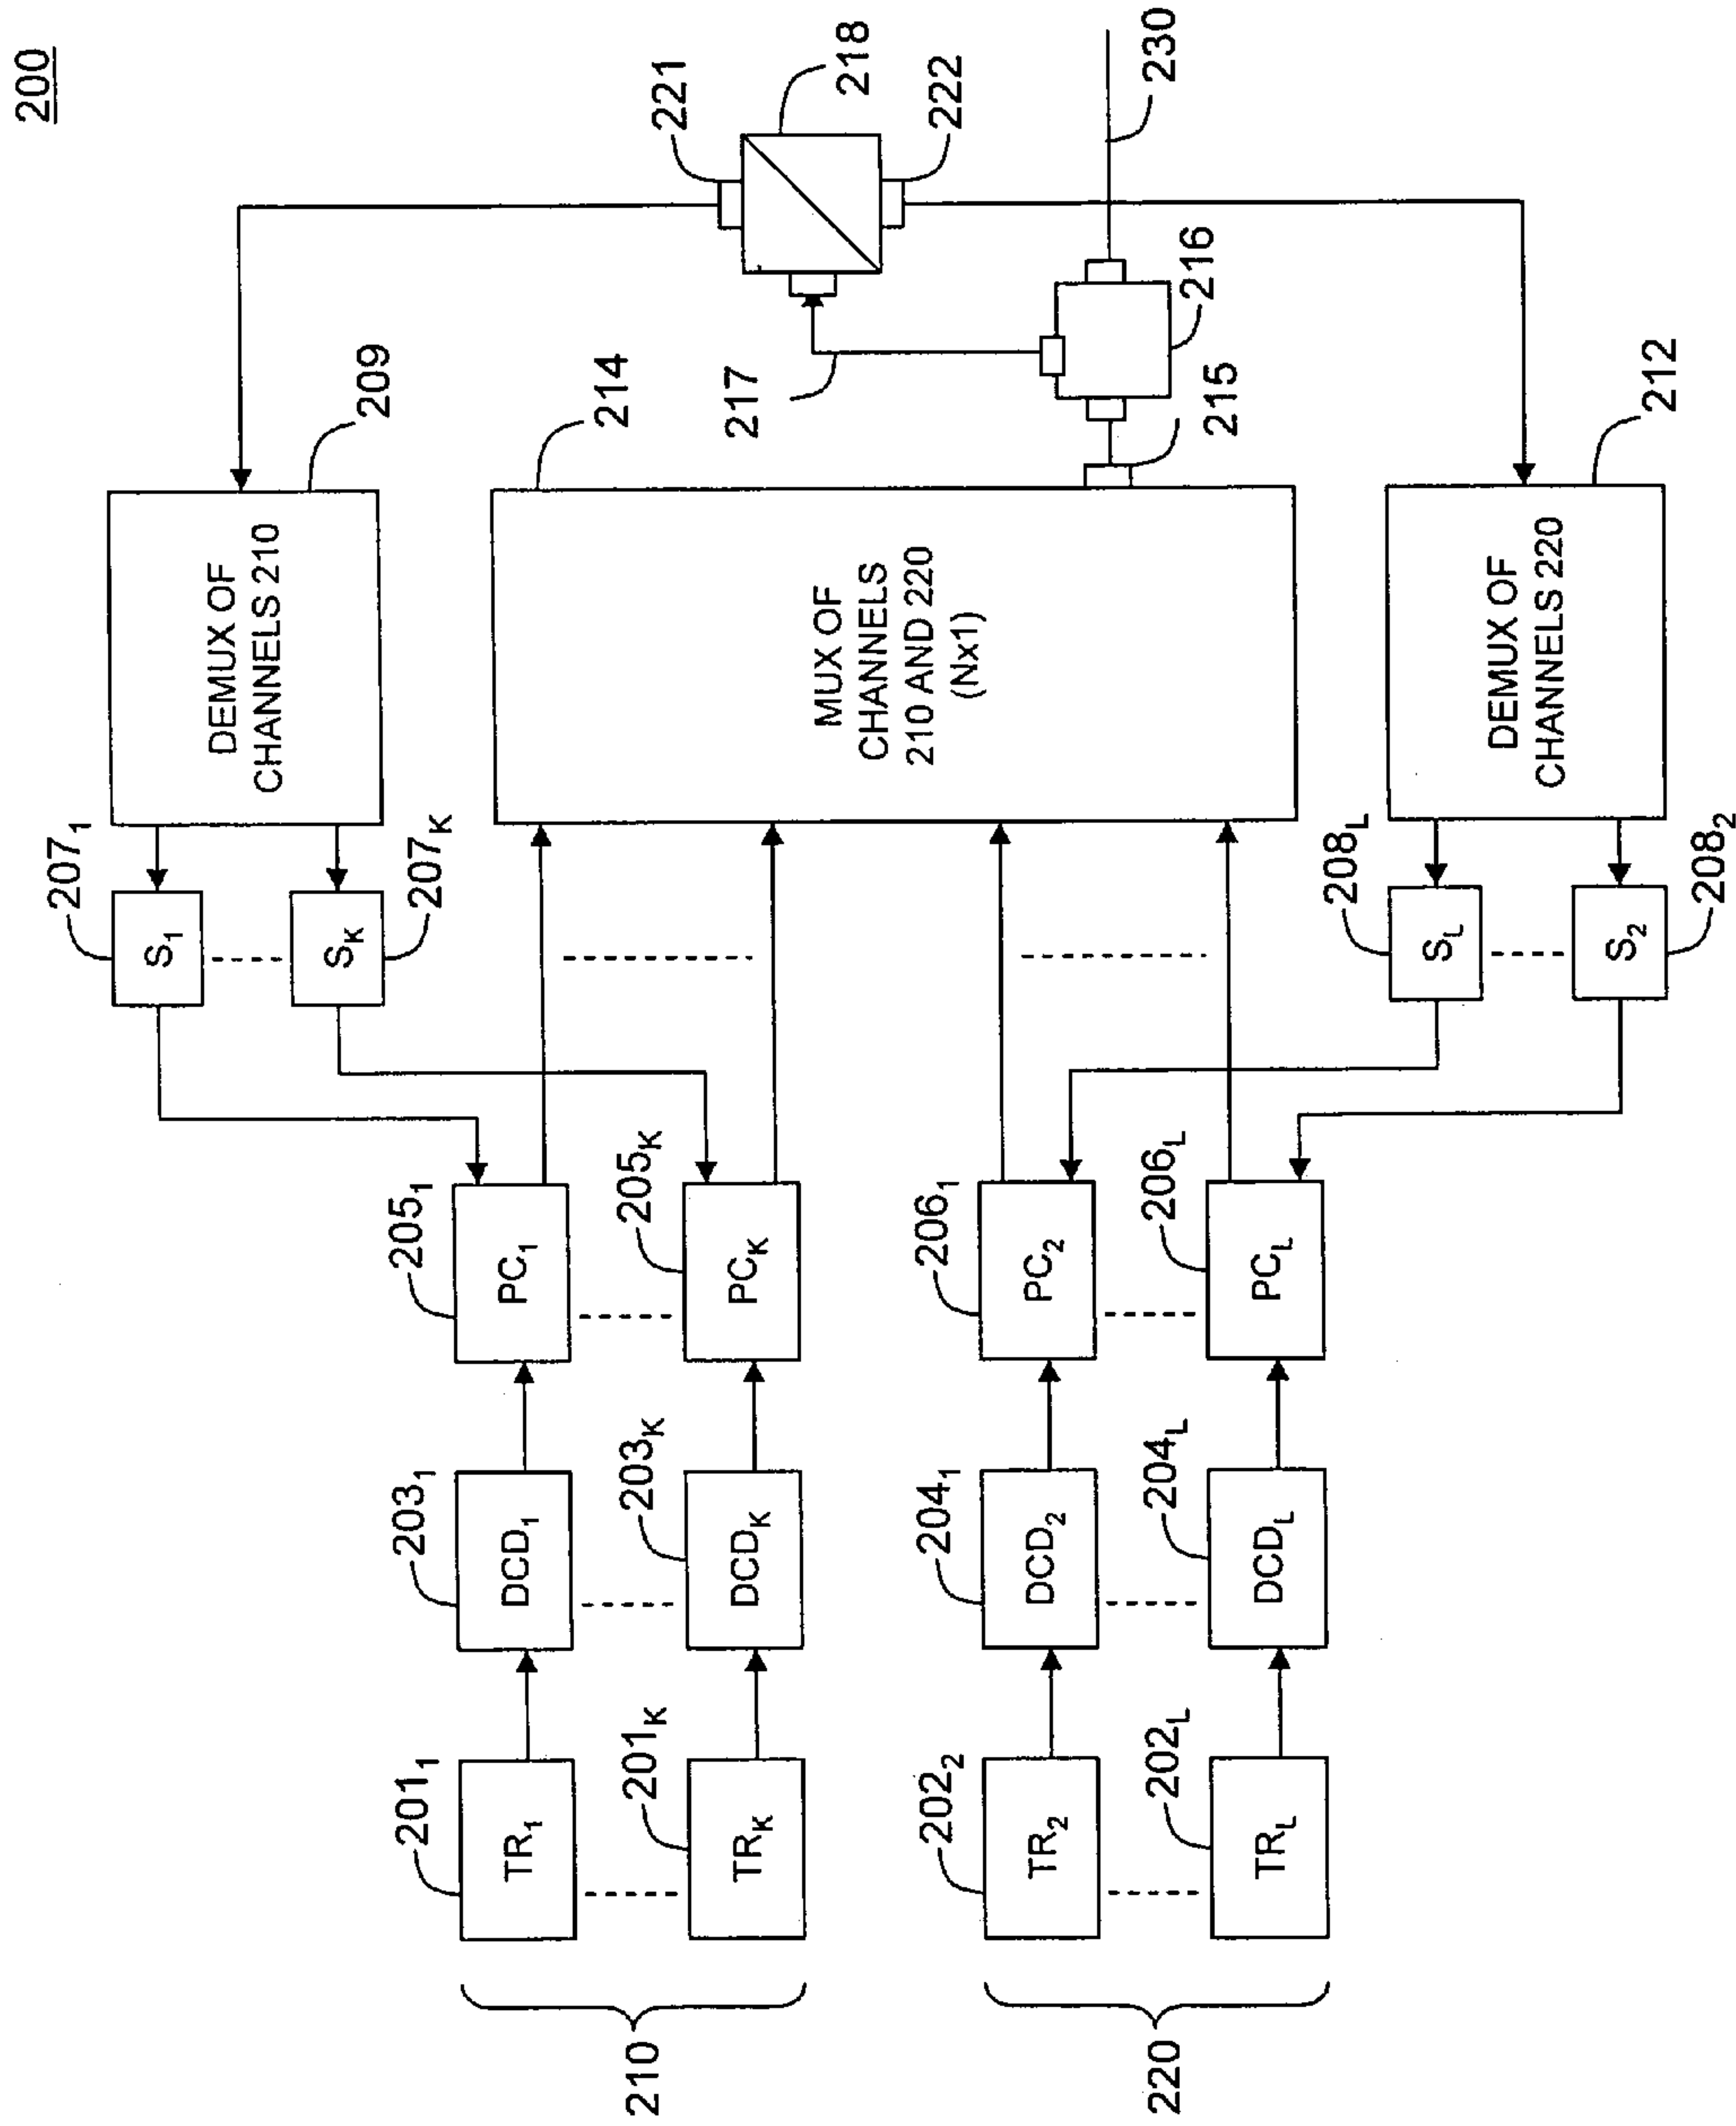 200
221
218
222
230
216
217
215
209
214
212
DEMUX OF
CHANNELS 210
MUX OF
CHANNELS
210 AND 220
(Nx1)
DEMUX OF
CHANNELS 220
207₁
S₁
207K
SK
208L
SL
208₂
S₂
205₁
PC₁
205K
PCK
206₁
PC₂
206L
PCL
203₁
DCD₁
203K
DCDK
204₁
DCD₂
204L
DCDL
201₁
TR₁
201K
TRK
202₂
TR₂
202L
TRL
210
220